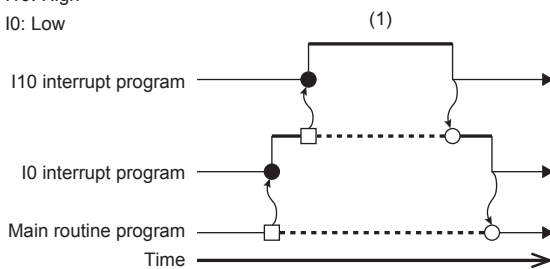 I10: High
I0: Low
(1)
I10 interrupt program
I0 interrupt program
Main routine program
Time